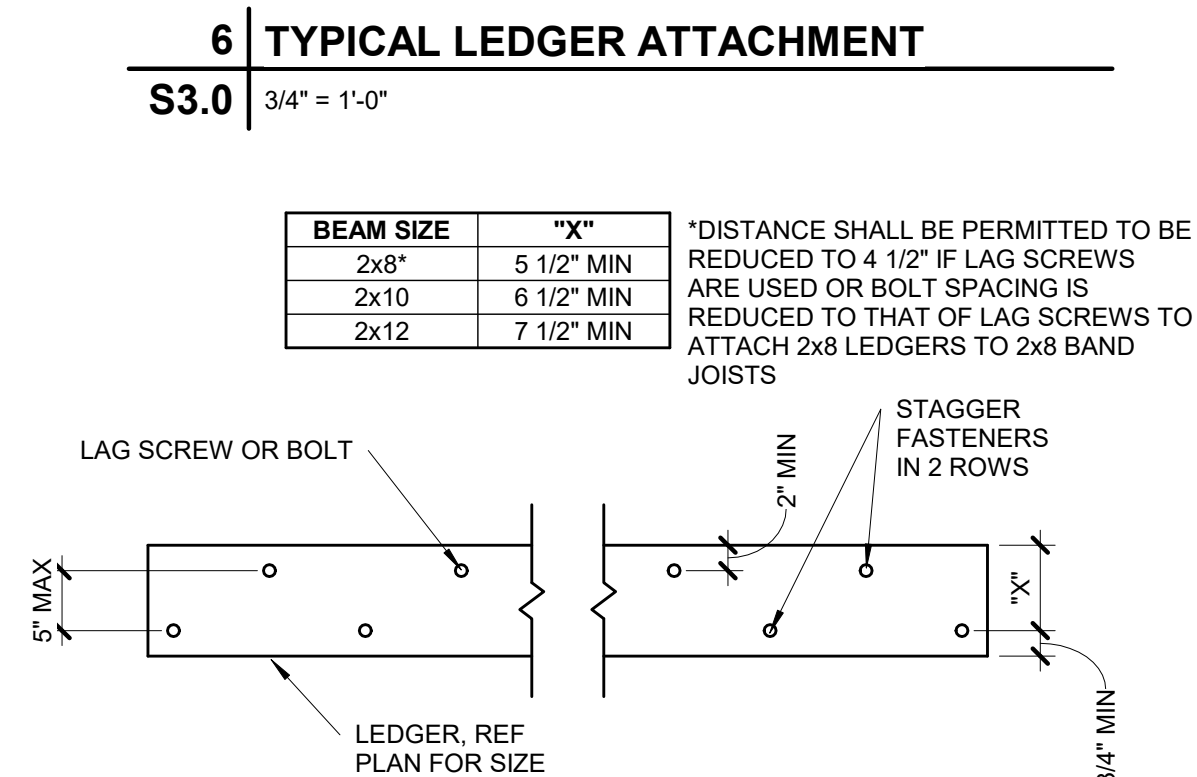 6 TYPICAL LEDGER ATTACHMENT
S3.0 3/4" = 1'-0"
BEAM SIZE "X"
2x8* 5 1/2" MIN
2x10 6 1/2" MIN
2x12 7 1/2" MIN
*DISTANCE SHALL BE PERMITTED TO BE
REDUCED TO 4 1/2" IF LAG SCREWS
ARE USED OR BOLT SPACING IS
REDUCED TO THAT OF LAG SCREWS TO
ATTACH 2x8 LEDGERS TO 2x8 BAND
JOISTS
STAGGER
FASTENERS
IN 2 ROWS
LAG SCREW OR BOLT
2" MIN
5" MAX
"X"
LEDGER, REF
PLAN FOR SIZE
3/4" MIN